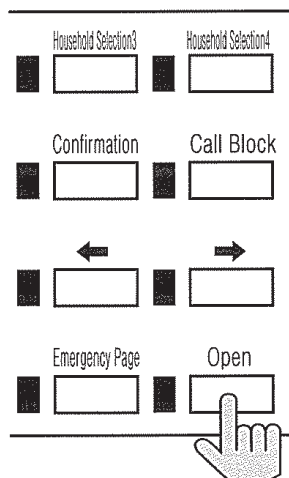 Household Selection3 Household Selection4
Confirmation Call Block
← →
Emergency Page Open